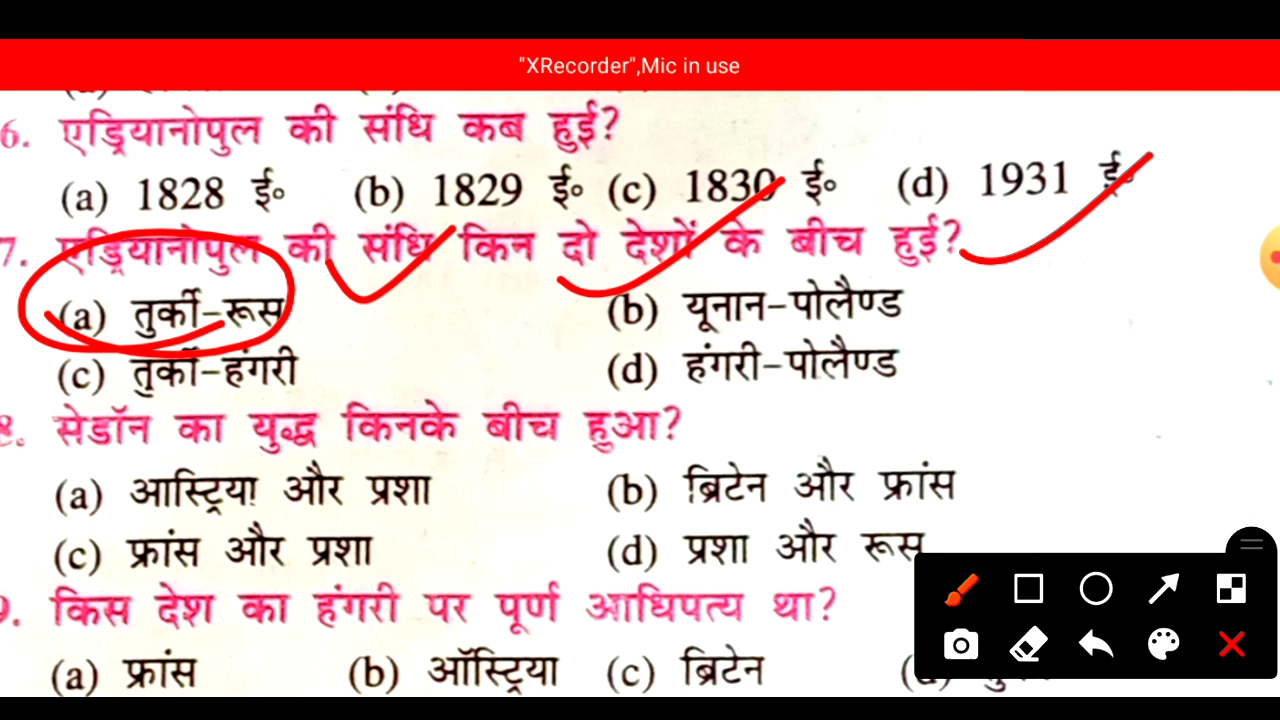 "XRecorder",Mic in use
6. एड्रियानोपुल की संधि कब हुई?
(a) 1828 ई० (b) 1829 ई० (c) 1830 ई० (d) 1931 ई०
7. एड्रियानोपुल की संधि किन दो देशों के बीच हुई?
(a) तुर्की-रूस (b) यूनान-पोलैण्ड
(c) तुर्की-हंगरी (d) हंगरी-पोलैण्ड
8. सेडॉन का युद्ध किनके बीच हुआ?
(a) आस्ट्रिया और प्रशा (b) ब्रिटेन और फ्रांस
(c) फ्रांस और प्रशा (d) प्रशा और रूस
9. किस देश का हंगरी पर पूर्ण आधिपत्य था?
(a) फ्रांस (b) ऑस्ट्रिया (c) ब्रिटेन